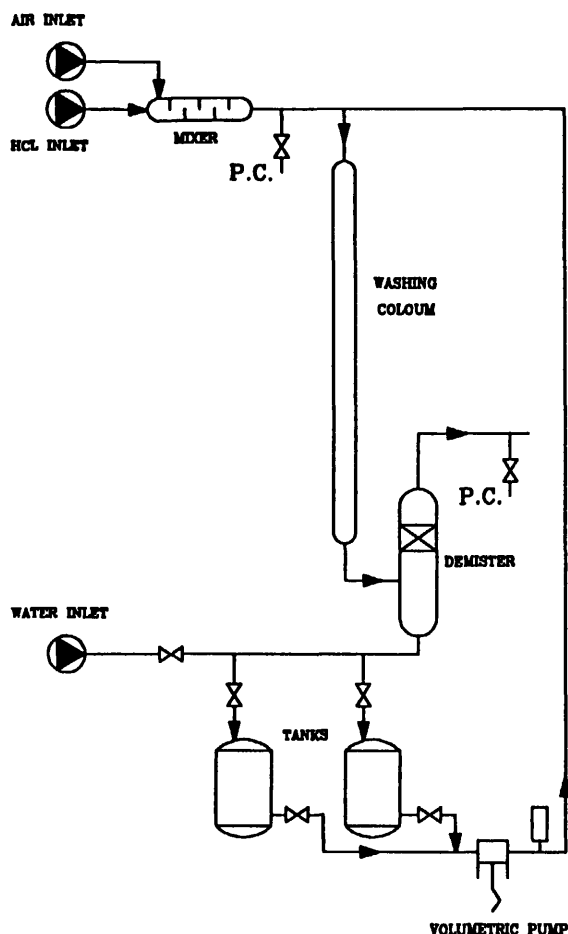 AIR INLET
HCL INLET
MIXER
P.C.
WASHING
COLOUM
P.C.
DEMISTER
WATER INLET
TANKS
VOLUMETRIC PUMP